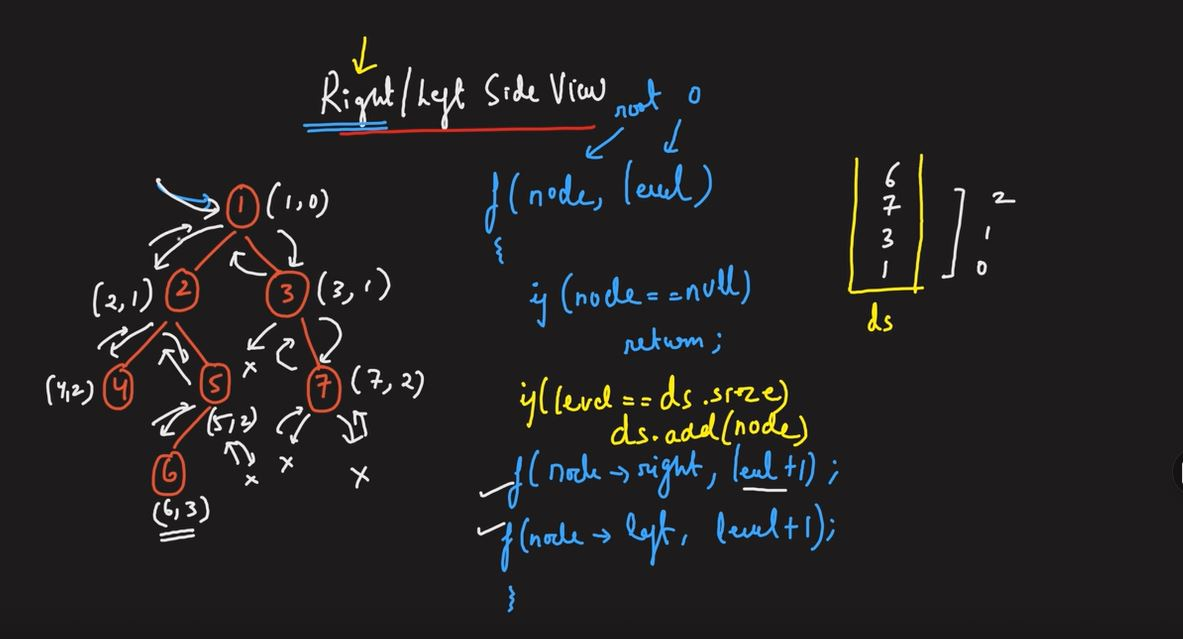 Right/Left Side View
root 0
f(node, level)
{
if (node==null)
return;
if(level == ds.size)
ds.add(node)
f(node→right, level+1);
f(node→left, level+1);
}
1 (1,0)
(2,1) 2
3 (3,1)
(4,2) 4
5
x
7 (7,2)
(5,2)
6
x
x
x
(6,3)
6
7 2
3 1
1 0
ds